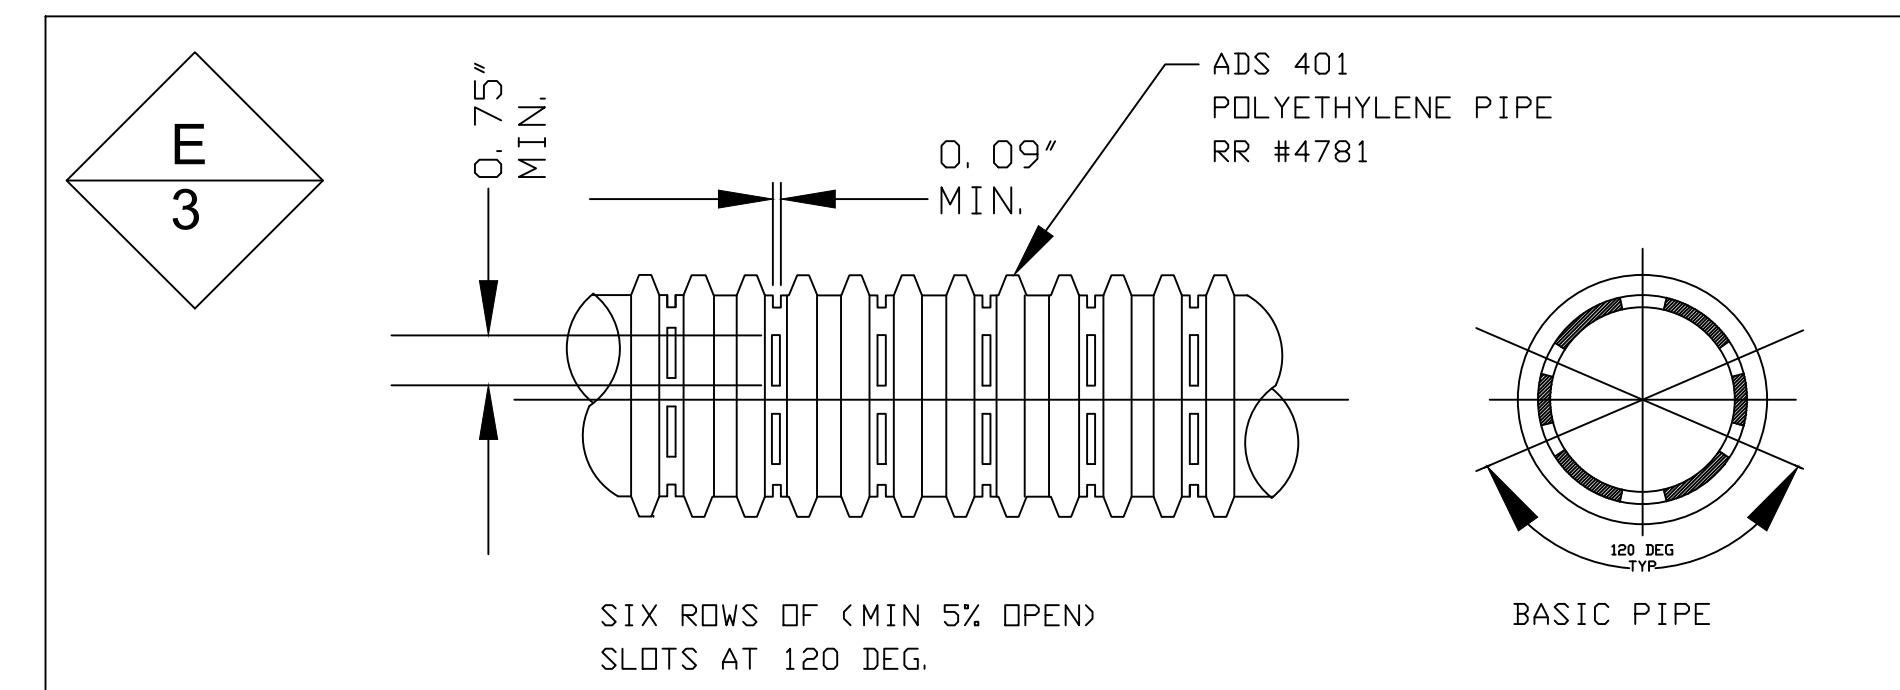 E
3
0.75"
MIN.
0.09"
MIN.
ADS 401
POLYETHYLENE PIPE
RR #4781
120 DEG
TYP
SIX ROWS OF (MIN 5% OPEN)
SLOTS AT 120 DEG.
BASIC PIPE